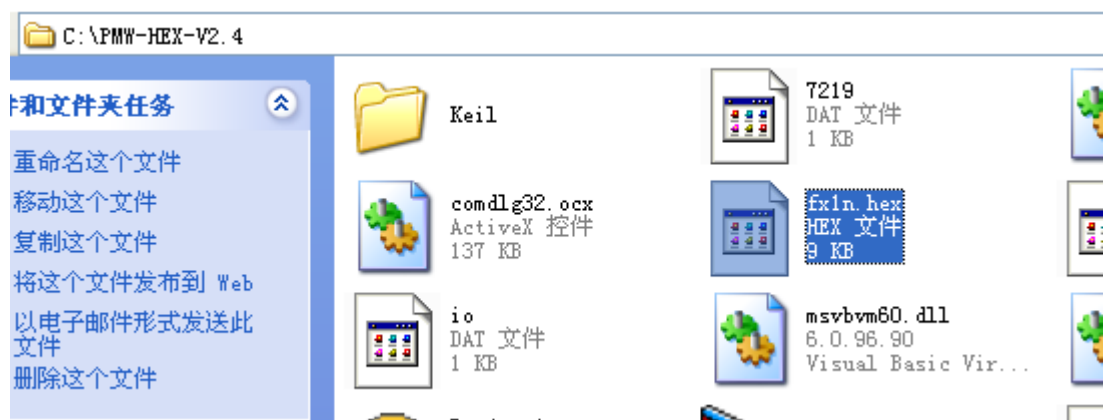 C:\PMW-HEX-V2.4
和文件夹任务
重命名这个文件
移动这个文件
复制这个文件
将这个文件发布到 Web
以电子邮件形式发送此
文件
删除这个文件
Keil
7219
DAT 文件
1 KB
comdlg32.ocx
ActiveX 控件
137 KB
fx1n.hex
HEX 文件
9 KB
io
DAT 文件
1 KB
msvbvm60.dll
6.0.96.90
Visual Basic Vir...